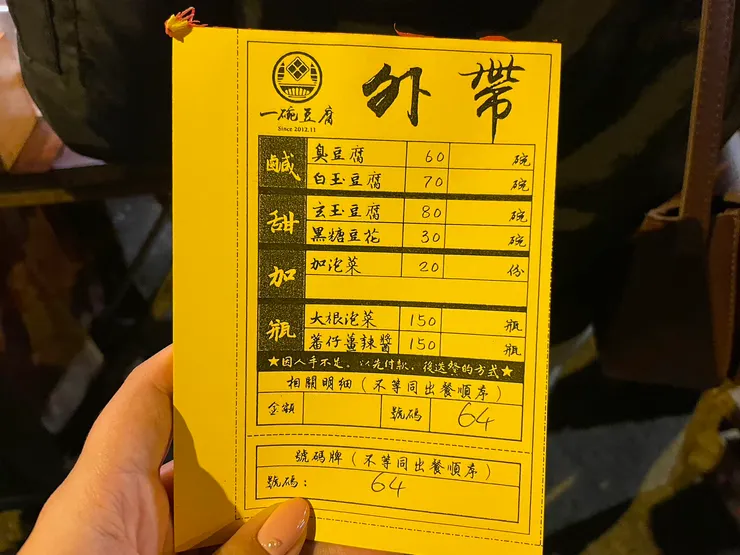 外帶
一碗豆腐
Since 2012.11
鹹 臭豆腐 60 碗
白玉豆腐 70 碗
甜 玄玉豆腐 80 碗
黑糖豆花 30 碗
加 加泡菜 20 份
瓶 大根泡菜 150 瓶
蕃仔薑辣醬 150 瓶
★因人手不足，以先付款，後送餐的方式★
相關明細(不等同出餐順序)
金額 號碼 64
號碼牌(不等同出餐順序)
號碼： 64